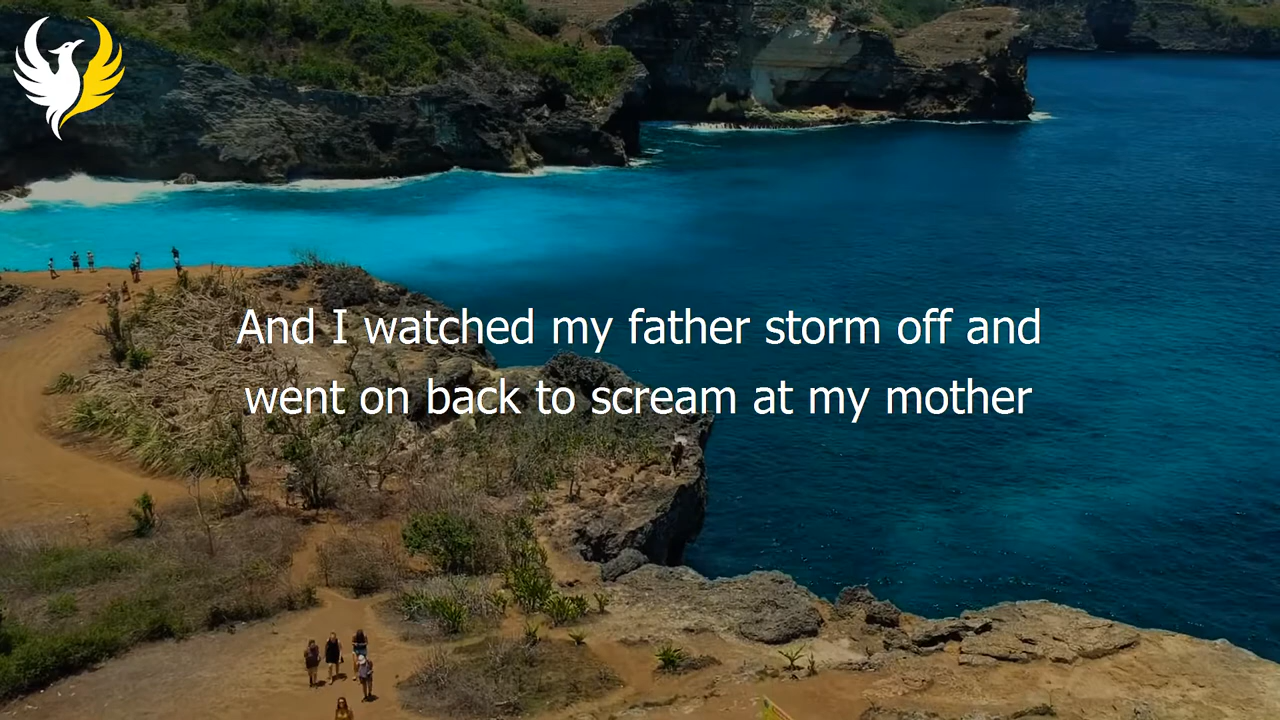 And I watched my father storm off and
went on back to scream at my mother